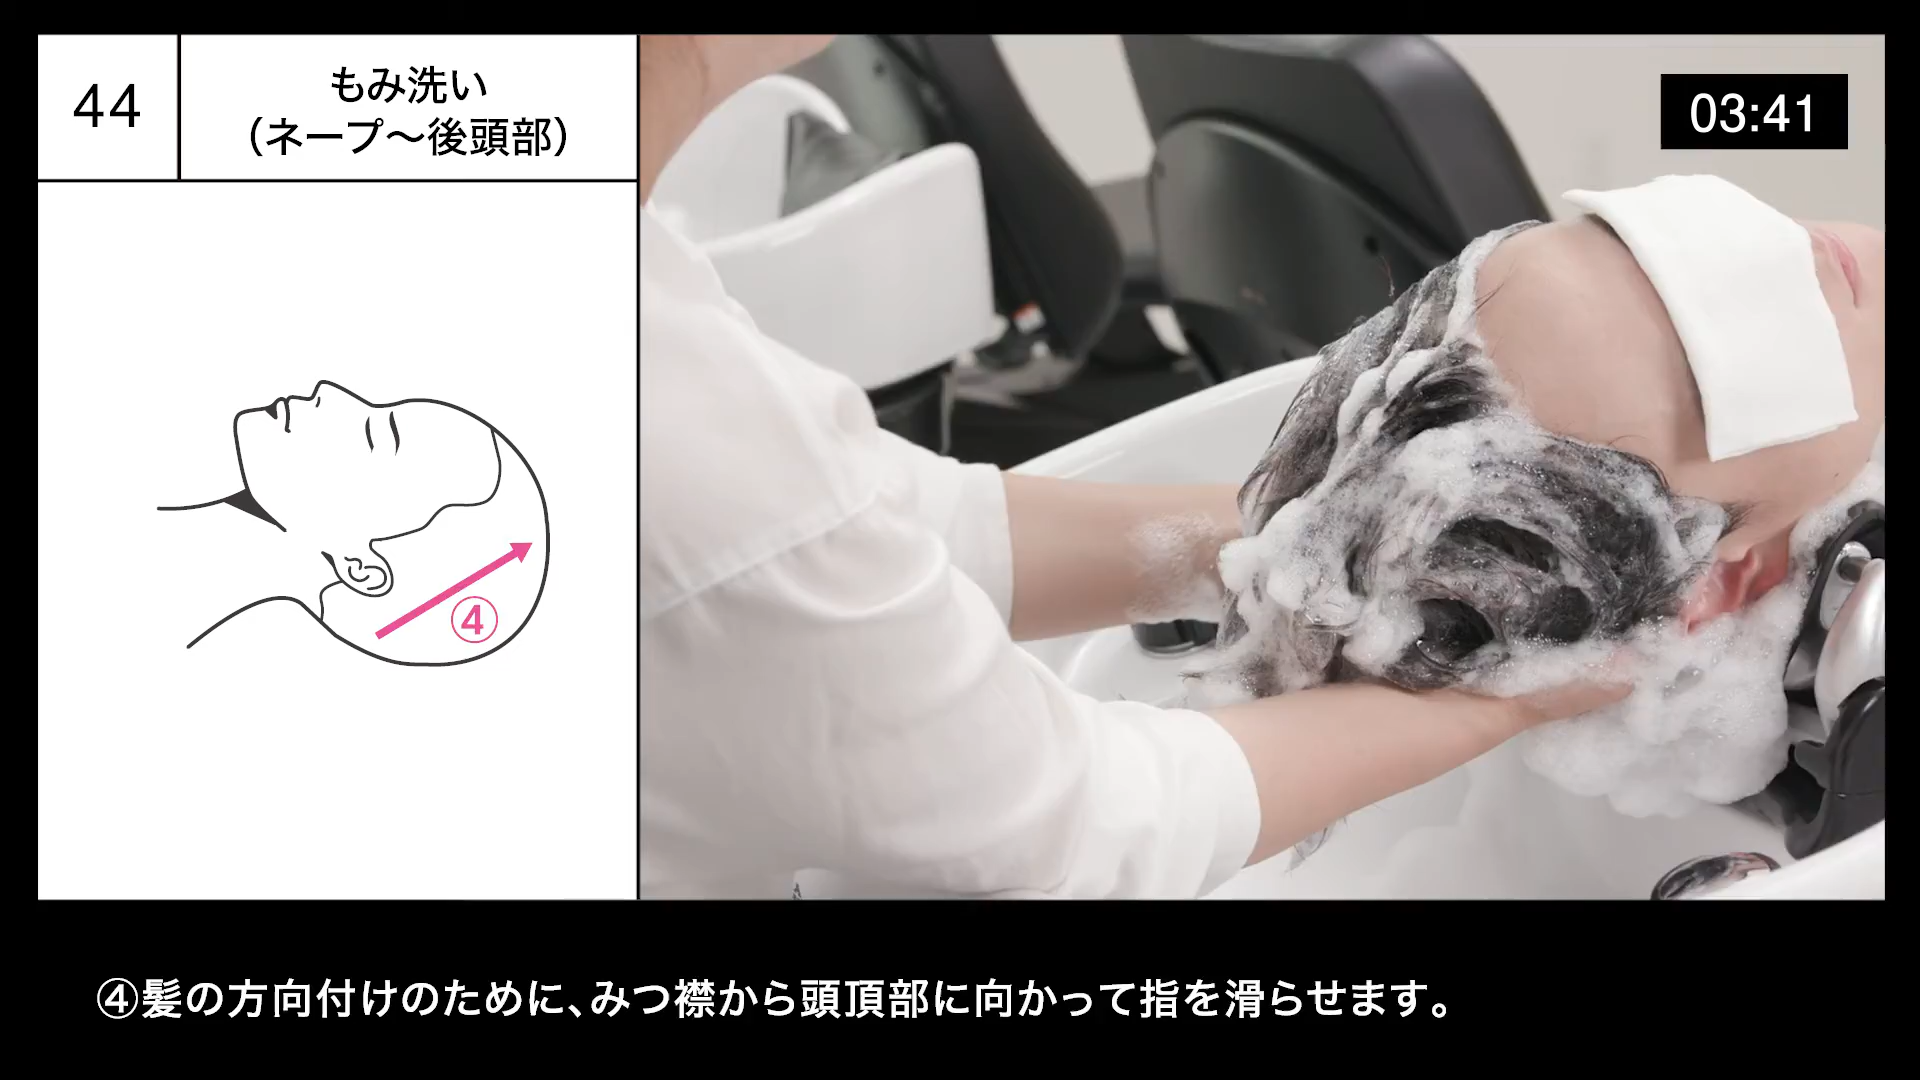 44
もみ洗い
（ネープ〜後頭部）
03:41
④
④髪の方向付けのために、みつ襟から頭頂部に向かって指を滑らせます。